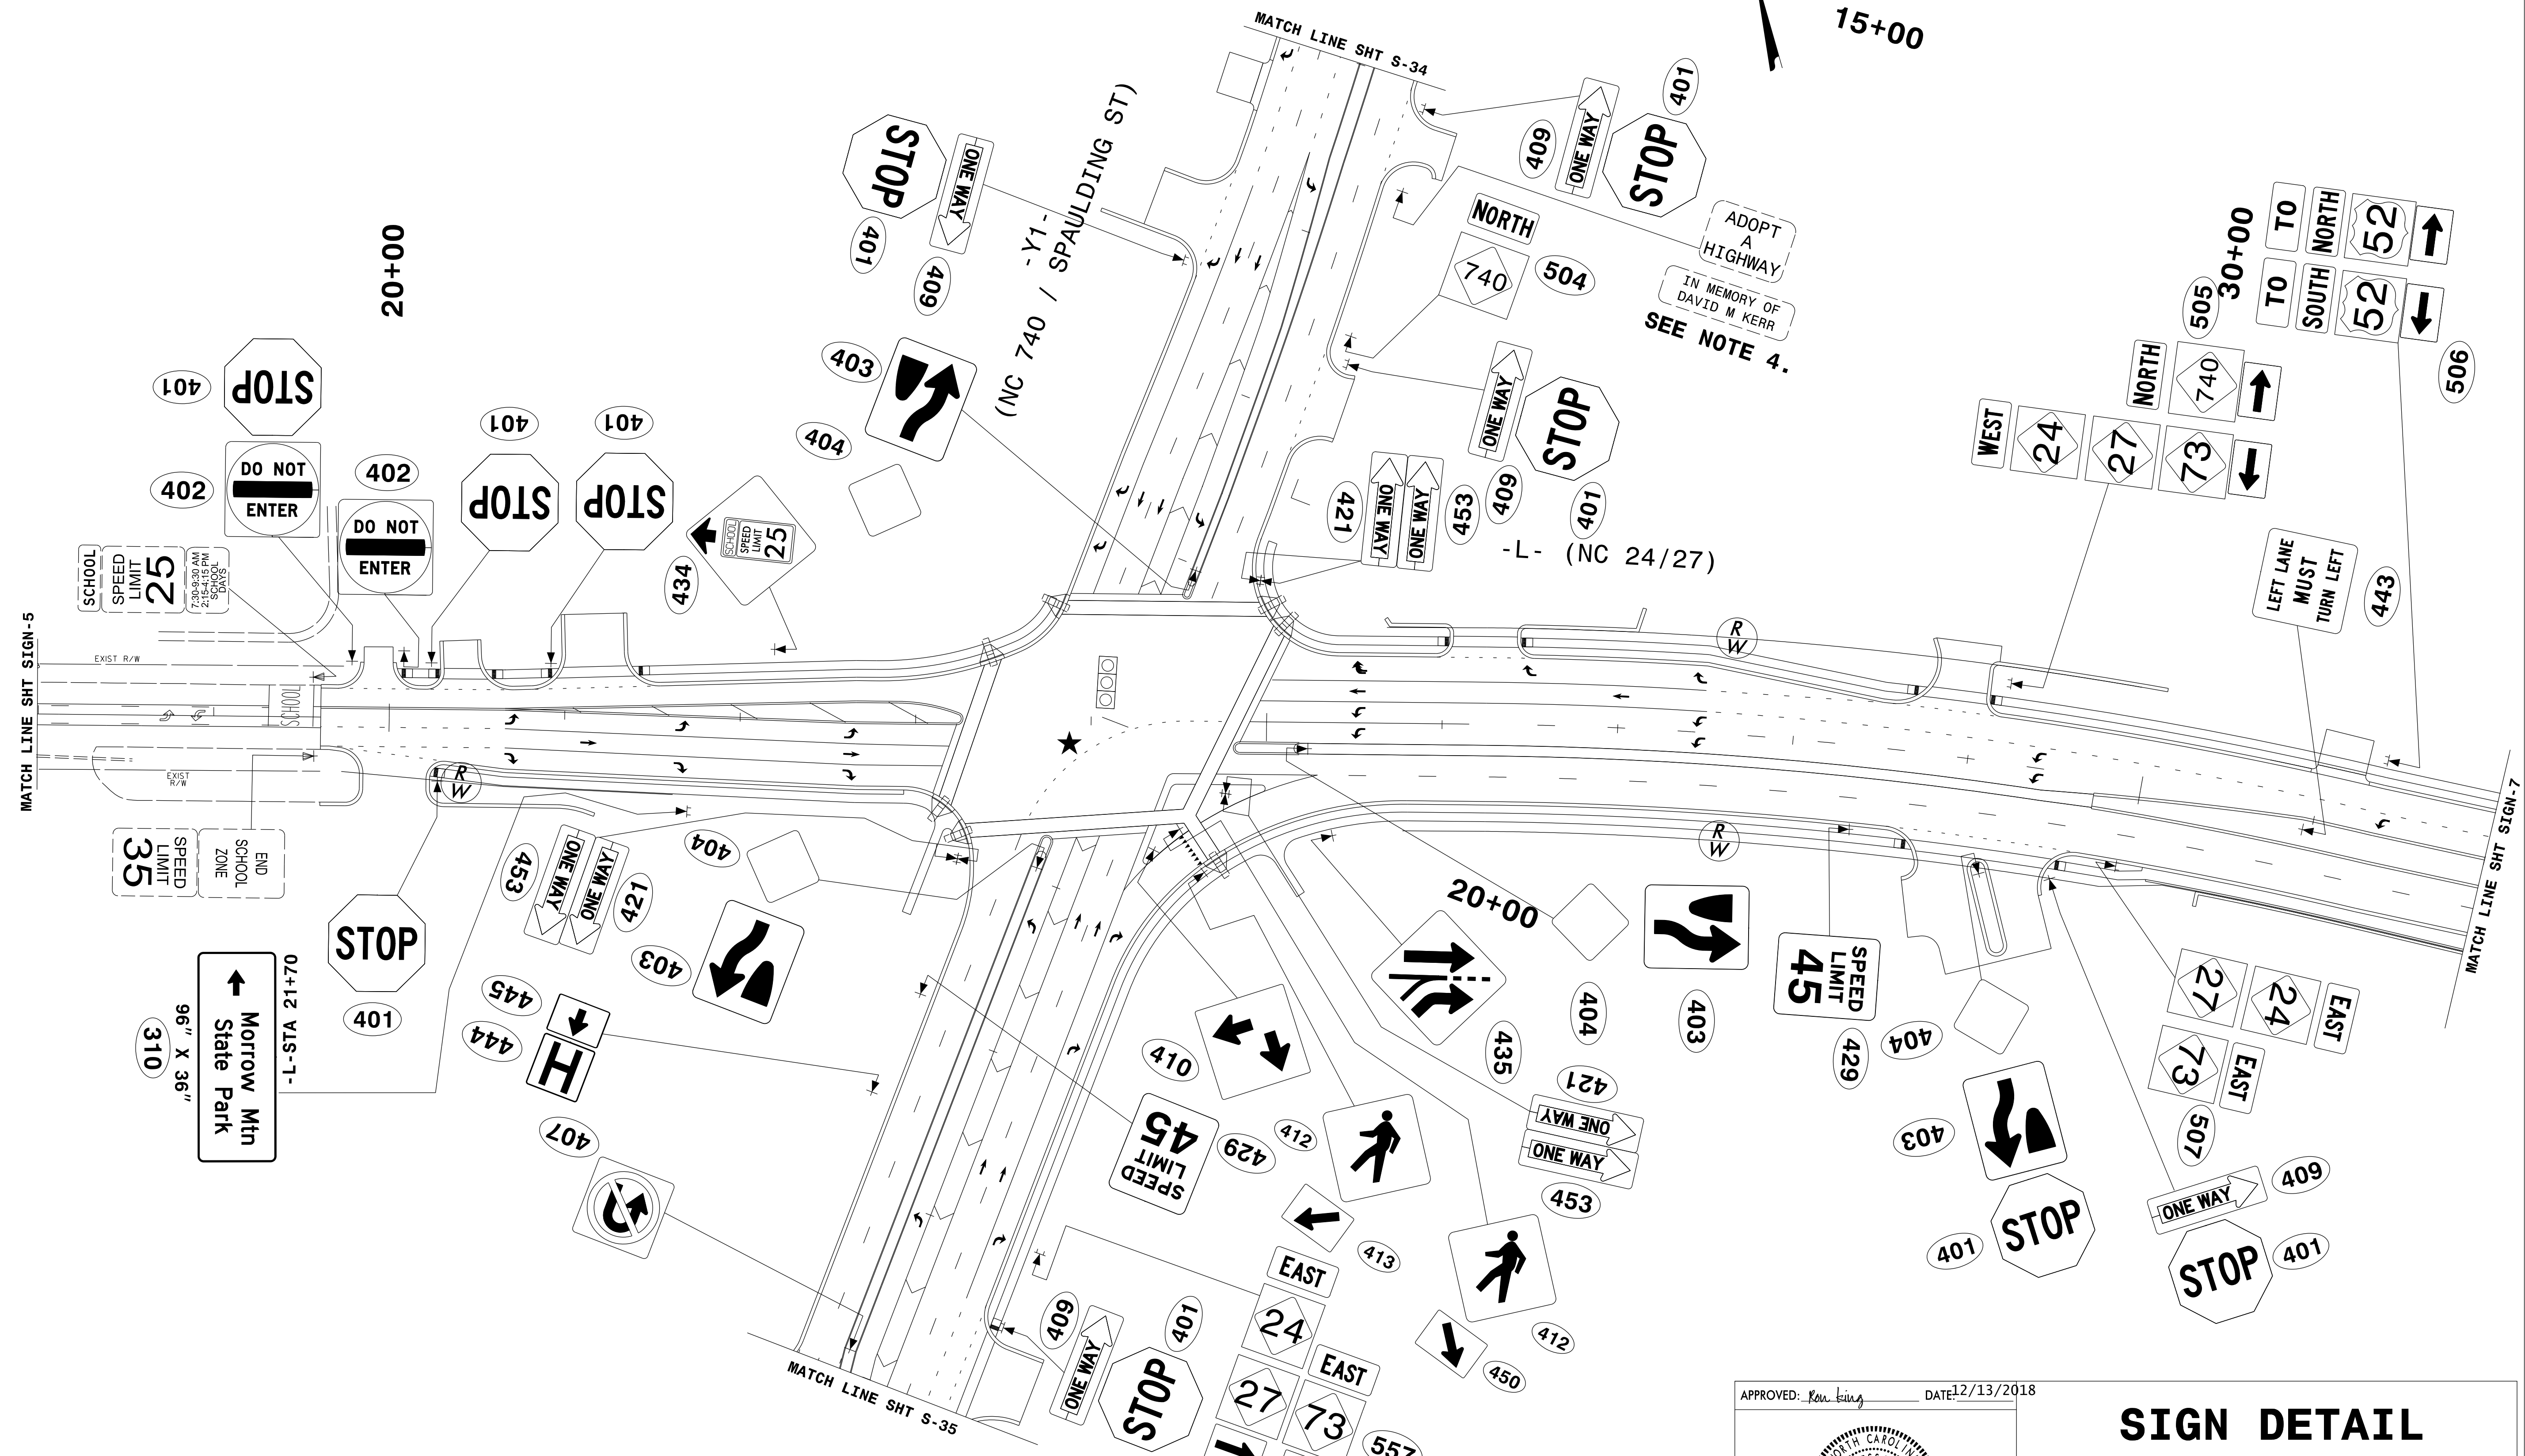 MATCH LINE SHT S-34
15+00
401
409
ONE WAY
STOP
STOP
ONE WAY
401
409
-Y1-
(NC 740 / SPAULDING ST)
NORTH
740
504
ADOPT
A
HIGHWAY
IN MEMORY OF
DAVID M KERR
SEE NOTE 4.
20+00
30+00
TO
NORTH
52
TO
SOUTH
52
506
505
NORTH
740
WEST
24
27
73
LEFT LANE
MUST
TURN LEFT
443
403
404
ONE WAY
409
STOP
401
421
ONE WAY
ONE WAY
453
-L- (NC 24/27)
401
STOP
402
DO NOT
ENTER
402
DO NOT
ENTER
401
STOP
401
STOP
434
SCHOOL
SPEED
LIMIT
25
SCHOOL
SPEED
LIMIT
25
7:30-9:30 AM
2:15-4:15 PM
SCHOOL
DAYS
MATCH LINE SHT SIGN-5
EXIST R/W
SCHOOL
EXIST
R/W
R
W
R
W
R
W
MATCH LINE SHT SIGN-7
SPEED
LIMIT
35
END
SCHOOL
ZONE
STOP
401
453
ONE WAY
ONE WAY
421
404
403
Morrow Mtn
State Park
-L-STA 21+70
96" X 36"
310
445
444
H
407
410
SPEED
LIMIT
45
429
412
413
412
450
20+00
435
404
403
421
ONE WAY
ONE WAY
453
SPEED
LIMIT
45
429
404
403
401
STOP
EAST
24
27
EAST
73
507
ONE WAY
409
STOP
401
409
ONE WAY
401
STOP
EAST
24
27
EAST
73
557
MATCH LINE SHT S-35
APPROVED: Ron King DATE: 12/13/2018
NORTH CAROLIN
SIGN DETAIL